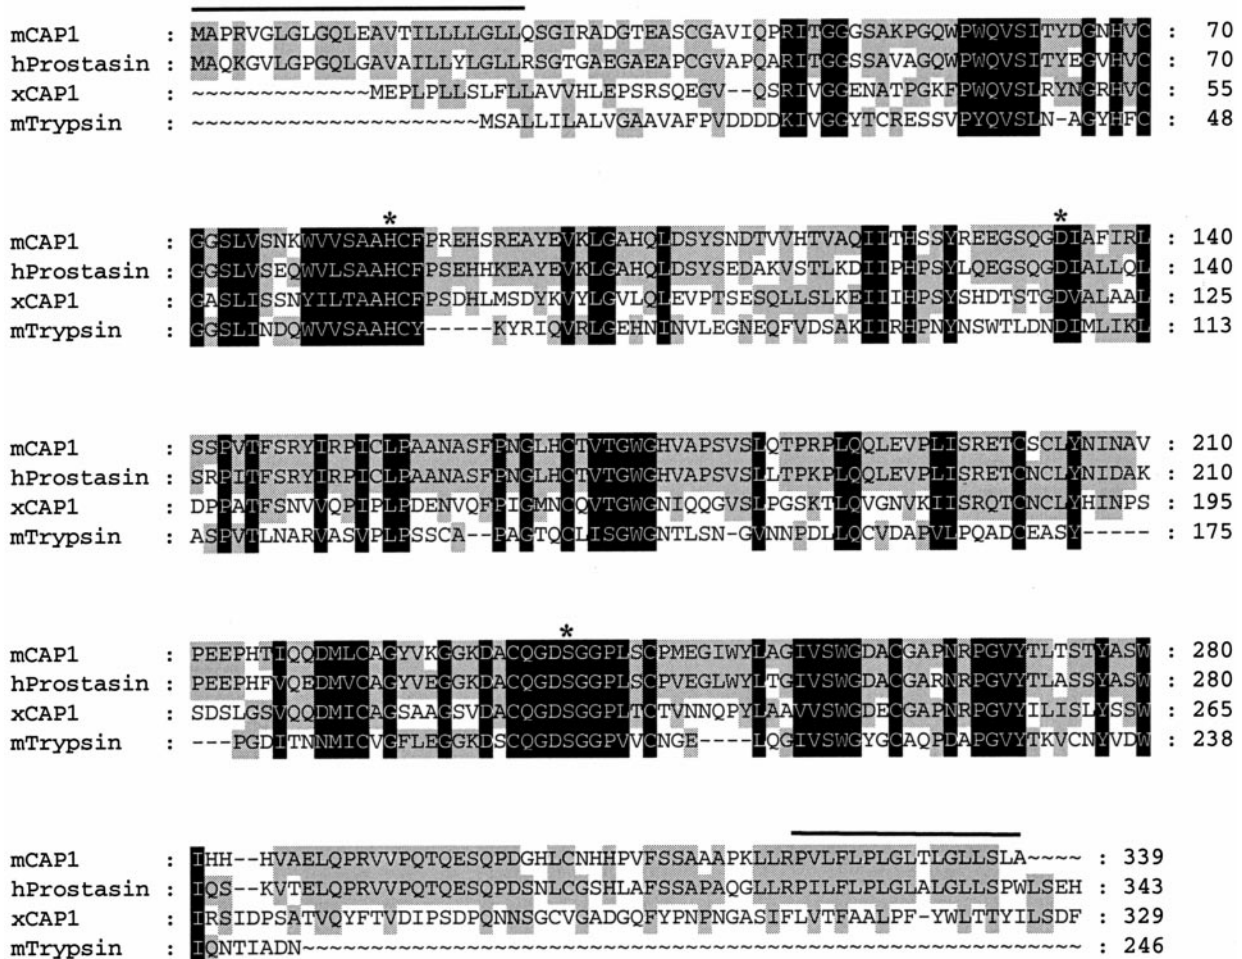 mCAP1 : MAPRVGLGLGQLEAVTILLLLGLLQSGIRADGTEASCGAVIQPRITGGGSAKPGQWPWQVSITYDGNHVC : 70
hProstasin : MAQKGVLGPGQLGAVAILLYLGLLRSGTGAEGAEAPCGVAPQARITGGSSAVAGQWPWQVSITYEGVHVC : 70
xCAP1 : ~~~~~~~~~~~~~MEPLPLLSLFLLAVVHLEPSRSQEGV--QSRIVGGENATPGKFPWQVSLRYNGRHVC : 55
mTrypsin : ~~~~~~~~~~~~~~~~~~~~~MSALLILALVGAAVAFPVDDDDKIVGGYTCRESSVPYQVSLN-AGYHFC : 48
* *
mCAP1 : GGSLVSNKWVVSAAHCFPREHSREAYEVKLGAHQLDSYSNDTVVHTVAQIITHSSYREEGSQGDIAFIRL : 140
hProstasin : GGSLVSEQWVLSAAHCFPSEHHKEAYEVKLGAHQLDSYSEDAKVSTLKDIIPHPSYLQEGSQGDIALLQL : 140
xCAP1 : GASLISSNYILTAAHCFPSDHLMSDYKVYLGVLQLEVPTSESQLLSLKEIIIHPSYSHDTSTGDVALAAL : 125
mTrypsin : GGSLINDQWVVSAAHCY-----KYRIQVRLGEHNINVLEGNEQFVDSAKIIRHPNYNSWTLDNDIMLIKL : 113
mCAP1 : SSPVTFSRYIRPICLPAANASFPNGLHCTVTGWGHVAPSVSLQTPRPLQQLEVPLISRETCSCLYNINAV : 210
hProstasin : SRPITFSRYIRPICLPAANASFPNGLHCTVTGWGHVAPSVSLLTPKPLQQLEVPLISRETCNCLYNIDAK : 210
xCAP1 : DPPATFSNVVQPIPLPDENVQFPIGMNCQVTGWGNIQQGVSLPGSKTLQVGNVKIISRQTCNCLYHINPS : 195
mTrypsin : ASPVTLNARVASVPLPSSCA--PAGTQCLISGWGNTLSN-GVNNPDLLQCVDAPVLPQADCEASY----- : 175
*
mCAP1 : PEEPHTIQQDMLCAGYVKGGKDACQGDSGGPLSCPMEGIWYLAGIVSWGDACGAPNRPGVYTLTSTYASW : 280
hProstasin : PEEPHFVQEDMVCAGYVEGGKDACQGDSGGPLSCPVEGLWYLTGIVSWGDACGARNRPGVYTLASSYASW : 280
xCAP1 : SDSLGSVQQDMICAGSAAGSVDACQGDSGGPLTCTVNNQPYLAAVVSWGDECGAPNRPGVYILISLYSSW : 265
mTrypsin : ---PGDITNNMICVGFLEGGKDSCQGDSGGPVVCNGE----LQGIVSWGYGCAQPDAPGVYTKVCNYVDW : 238
mCAP1 : IHH--HVAELQPRVVPQTQESQPDGHLCNHHPVFSSAAAPKLLRPVLFLPLGLTLGLLSLA~~~~ : 339
hProstasin : IQS--KVTELQPRVVPQTQESQPDSNLCGSHLAFSSAPAQGLLRPILFLPLGLALGLLSPWLSEH : 343
xCAP1 : IRSIDPSATVQYFTVDIPSDPQNNSGCVGADGQFYPNPNGASIFLVTFAALPF-YWLTTYILSDF : 329
mTrypsin : IQNTIADN~~~~~~~~~~~~~~~~~~~~~~~~~~~~~~~~~~~~~~~~~~~~~~~~~~~~~~~~~ : 246